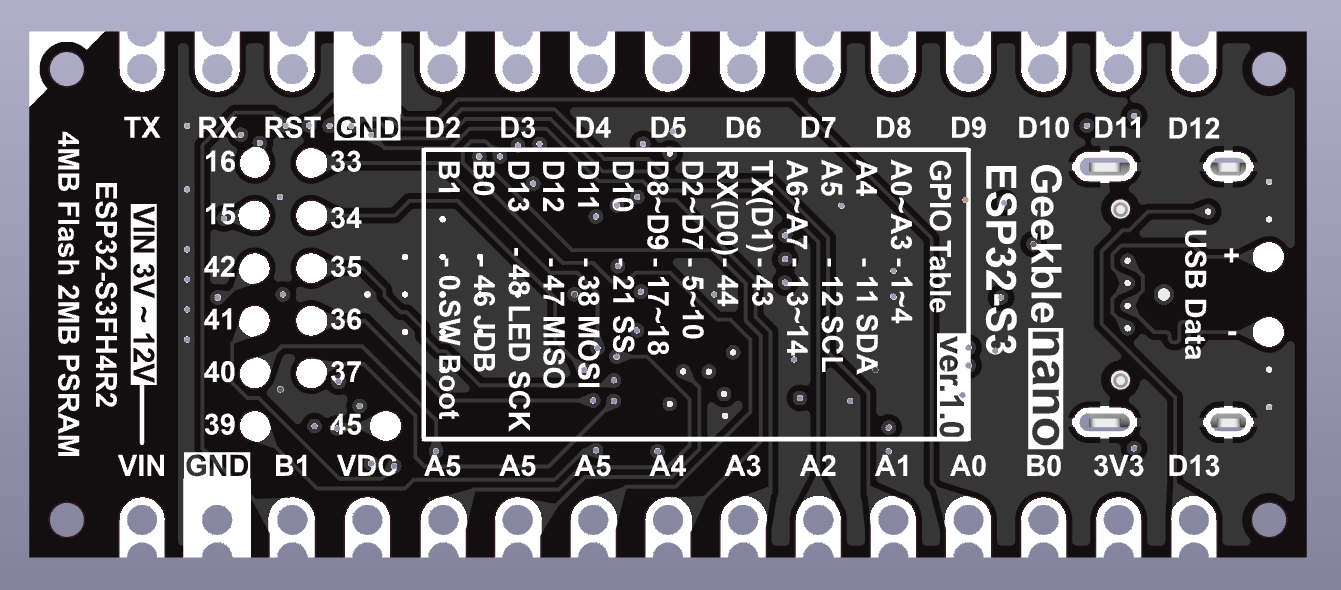 TX RX RST GND D2 D3 D4 D5 D6 D7 D8 D9 D10 D11 D12
16 33
15 34
42 35
41 36
40 37
39 45
VIN GND B1 VDC A5 A5 A5 A4 A3 A2 A1 A0 B0 3V3 D13
USB Data
+ -
Geekble nano
ESP32-S3
GPIO Table Ver.1.0
A0~A3 - 1~4
A4 - 11 SDA
A5 - 12 SCL
A6~A7 - 13~14
TX(D1) - 43
RX(D0) - 44
D2~D7 - 5~10
D8~D9 - 17~18
D10 - 21 SS
D11 - 38 MOSI
D12 - 47 MISO
D13 - 48 LED SCK
B0 - 46 JDB
B1 - 0.SW Boot
VIN 3V ~ 12V
ESP32-S3FH4R2
4MB Flash 2MB PSRAM